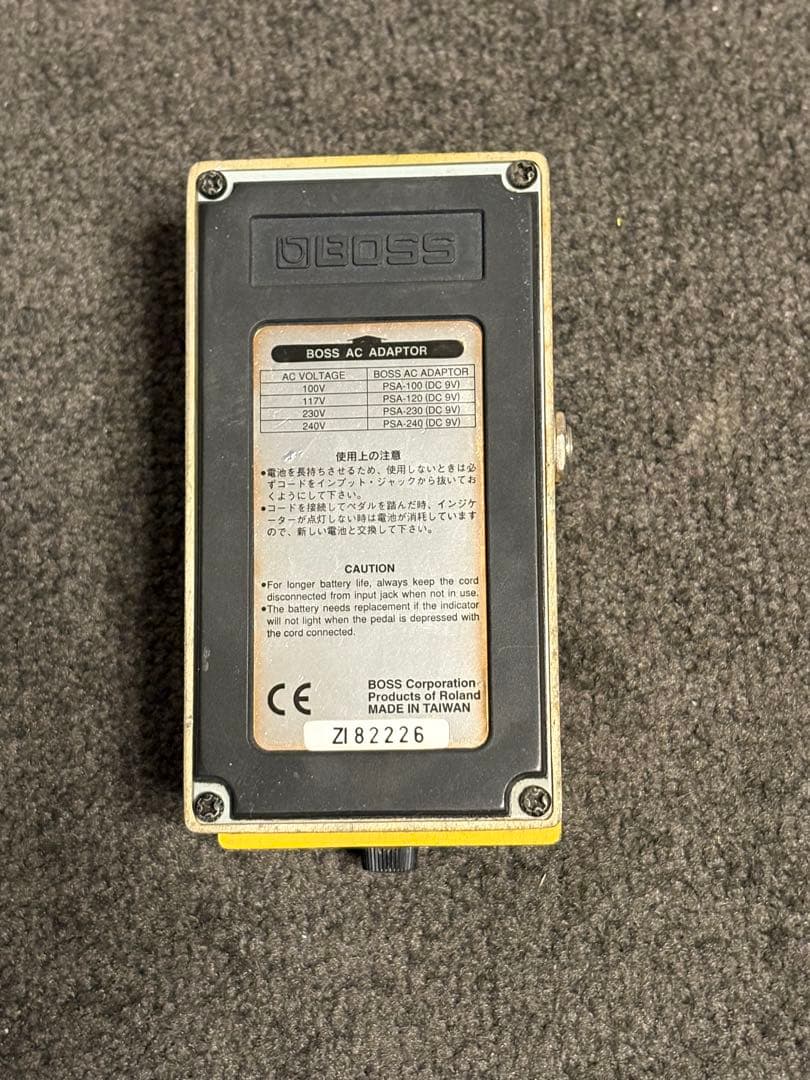 BOSS
BOSS AC ADAPTOR
AC VOLTAGE BOSS AC ADAPTOR
100V PSA-100 (DC 9V)
117V PSA-120 (DC 9V)
230V PSA-230 (DC 9V)
240V PSA-240 (DC 9V)
使用上の注意
●電池を長持ちさせるため、使用しないときは必
ずコードをインプット・ジャックから抜いてお
くようにして下さい。
●コードを接続してペダルを踏んだ時、インジケ
ーターが点灯しない時は電池が消耗しています
ので、新しい電池と交換して下さい。
CAUTION
●For longer battery life, always keep the cord
disconnected from input jack when not in use.
●The battery needs replacement if the indicator
will not light when the pedal is depressed with
the cord connected.
CE
BOSS Corporation
Products of Roland
MADE IN TAIWAN
ZI82226